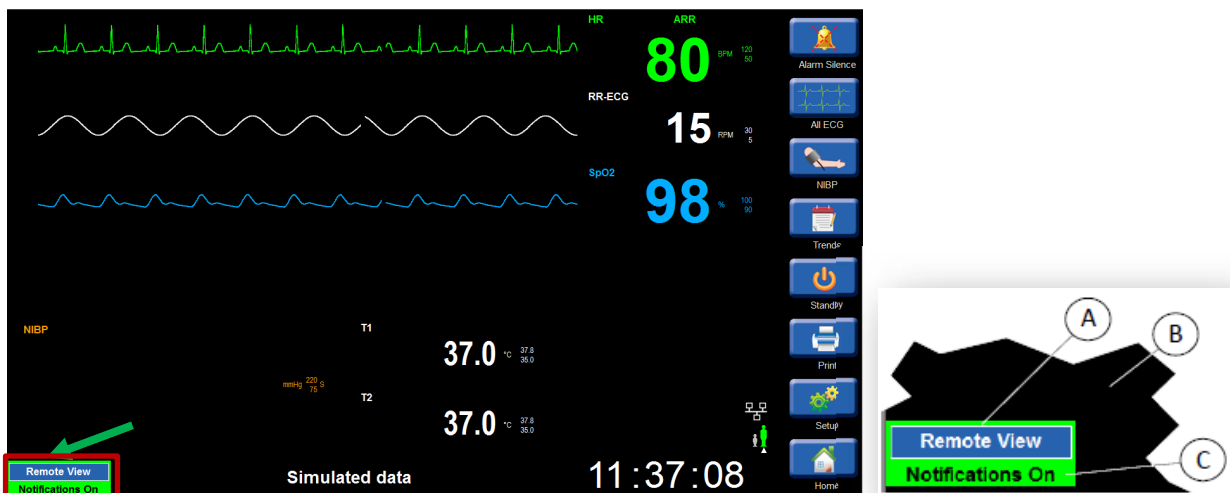 HR ARR
80 BPM 120 50
Alarm Silence
RR-ECG
15 RPM 30 5
All ECG
SpO2
98 % 100 90
NIBP
Trends
Standby
NIBP
T1
37.0 °C 37.8 35.0
mmHg 220 75 S
T2
37.0 °C 37.8 35.0
Print
Setup
Remote View
Notifications On
Simulated data
11:37:08
Home
A
B
Remote View
Notifications On
C